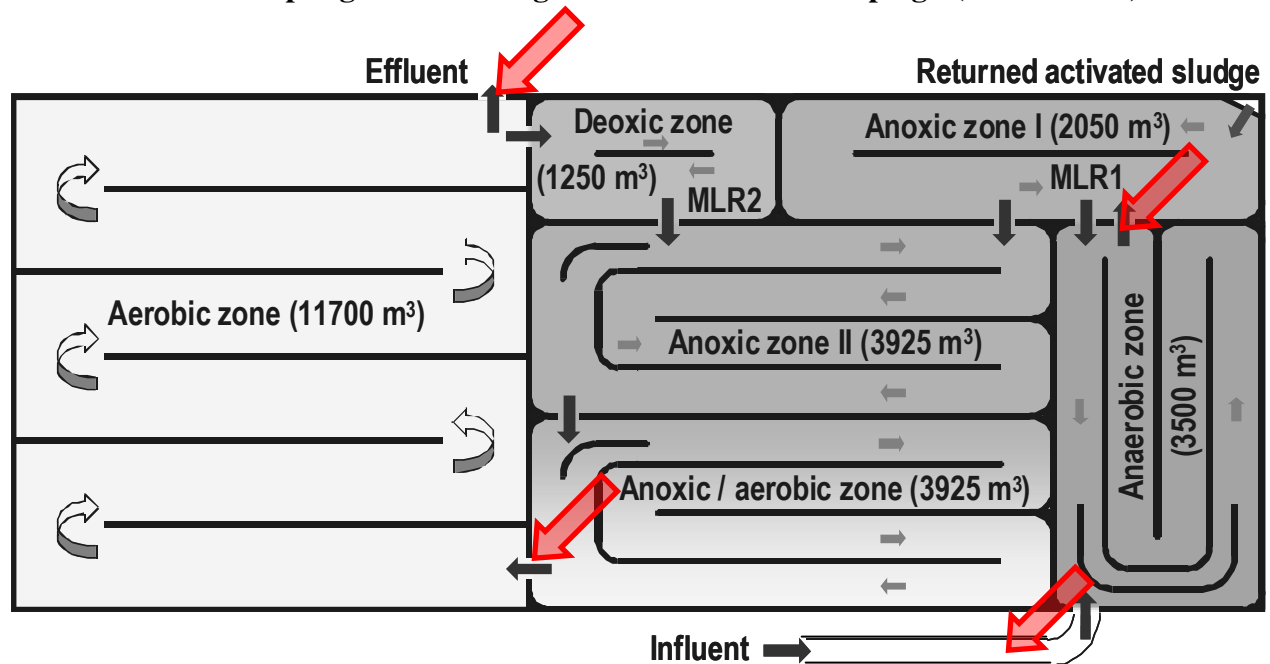 Effluent
Returned activated sludge
Deoxic zone
(1250 m³)
MLR2
Anoxic zone I (2050 m³)
MLR1
Aerobic zone (11700 m³)
Anoxic zone II (3925 m³)
Anaerobic zone
(3500 m³)
Anoxic / aerobic zone (3925 m³)
Influent